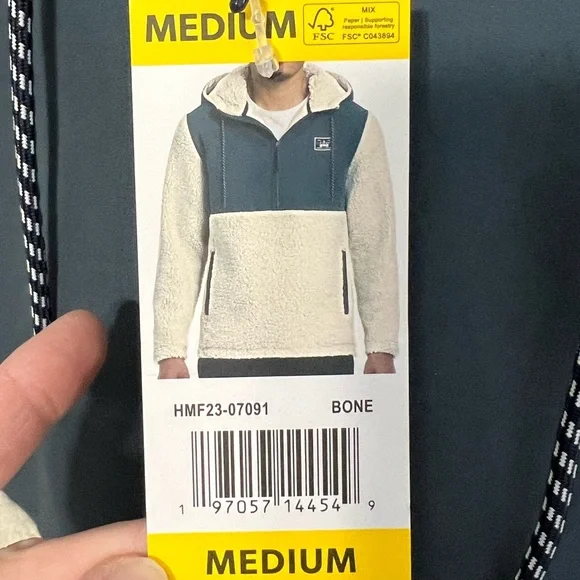 MEDIUM
FSC
MIX
Paper | Supporting
responsible forestry
FSC® C043894
HMF23-07091 BONE
1 97057 14454 9
MEDIUM